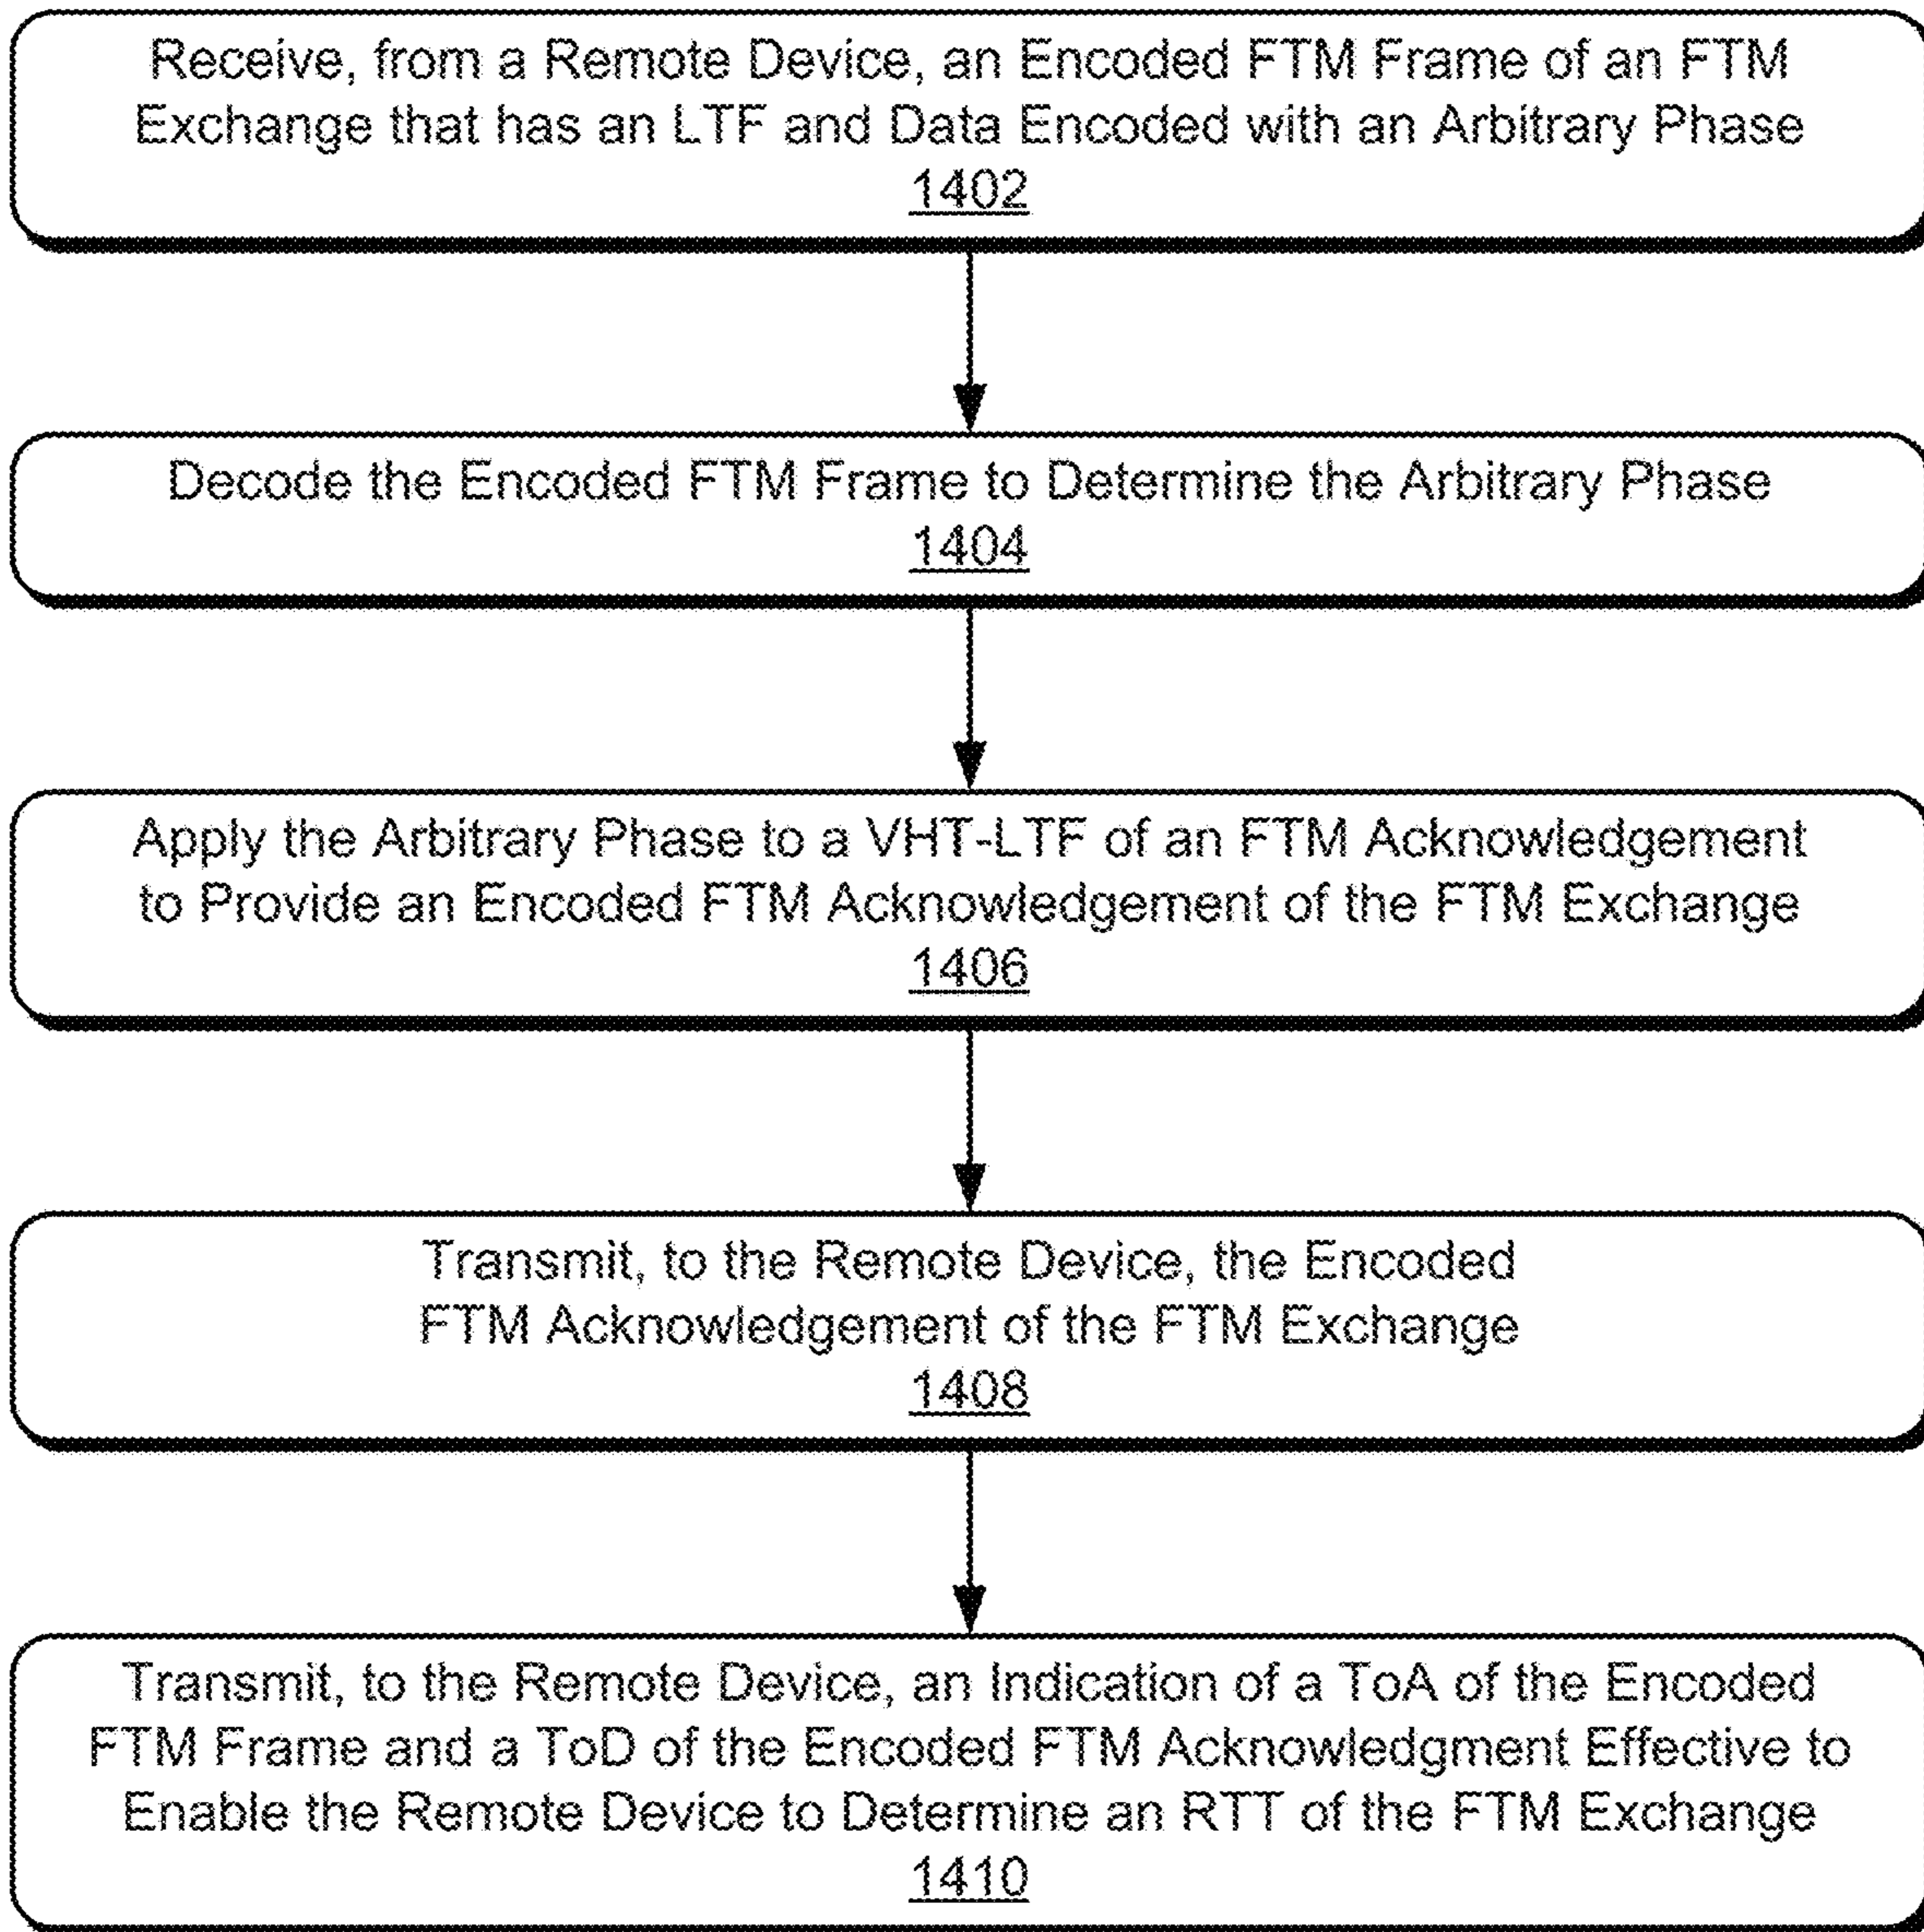 Receive, from a Remote Device, an Encoded FTM Frame of an FTM
Exchange that has an LTF and Data Encoded with an Arbitrary Phase
1402
Decode the Encoded FTM Frame to Determine the Arbitrary Phase
1404
Apply the Arbitrary Phase to a VHT-LTF of an FTM Acknowledgement
to Provide an Encoded FTM Acknowledgement of the FTM Exchange
1406
Transmit, to the Remote Device, the Encoded
FTM Acknowledgement of the FTM Exchange
1408
Transmit, to the Remote Device, an Indication of a ToA of the Encoded
FTM Frame and a ToD of the Encoded FTM Acknowledgment Effective to
Enable the Remote Device to Determine an RTT of the FTM Exchange
1410